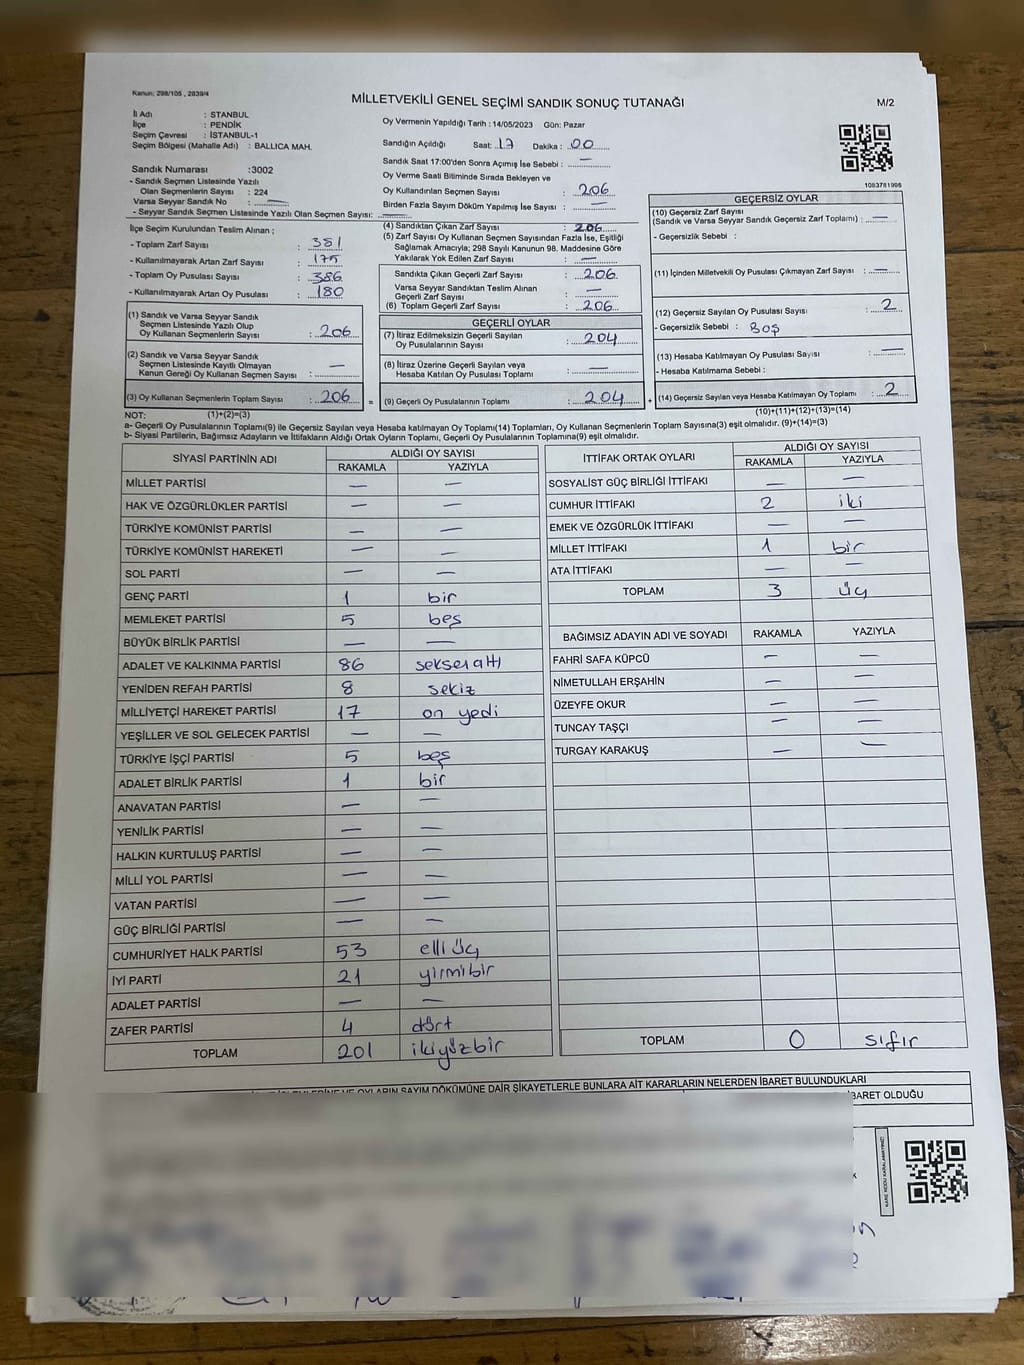 Kanun: 298/105 , 2839/4
MİLLETVEKİLİ GENEL SEÇİMİ SANDIK SONUÇ TUTANAĞI
M/2
İl Adı : STANBUL
İlçe : PENDİK
Seçim Çevresi : İSTANBUL-1
Seçim Bölgesi (Mahalle Adı) : BALLICA MAH.
Oy Vermenin Yapıldığı Tarih : 14/05/2023 Gün: Pazar
Sandığın Açıldığı Saat: 17 Dakika : 00
Sandık Saat 17:00'den Sonra Açımış İse Sebebi : —
Oy Verme Saati Bitiminde Sırada Bekleyen ve
Oy Kullandırılan Seçmen Sayısı : 206
Birden Fazla Sayım Döküm Yapılmış İse Sayısı : —
1083781996
Sandık Numarası :3002
- Sandık Seçmen Listesinde Yazılı
Olan Seçmenlerin Sayısı : 224
Varsa Seyyar Sandık No : —
- Seyyar Sandık Seçmen Listesinde Yazılı Olan Seçmen Sayısı: —
İlçe Seçim Kurulundan Teslim Alınan ;
- Toplam Zarf Sayısı : 381
- Kullanılmayarak Artan Zarf Sayısı : 175
- Toplam Oy Pusulası Sayısı : 386
- Kullanılmayarak Artan Oy Pusulası : 180
(1) Sandık ve Varsa Seyyar Sandık
Seçmen Listesinde Yazılı Olup
Oy Kullanan Seçmenlerin Sayısı : 206
(2) Sandık ve Varsa Seyyar Sandık
Seçmen Listesinde Kayıtlı Olmayan
Kanun Gereği Oy Kullanan Seçmen Sayısı : —
(3) Oy Kullanan Seçmenlerin Toplam Sayısı : 206 =
(4) Sandıktan Çıkan Zarf Sayısı : 206
(5) Zarf Sayısı Oy Kullanan Seçmen Sayısından Fazla İse, Eşitliği
Sağlamak Amacıyla; 298 Sayılı Kanunun 98. Maddesine Göre
Yakılarak Yok Edilen Zarf Sayısı : —
Sandıkta Çıkan Geçerli Zarf Sayısı : 206
Varsa Seyyar Sandıktan Teslim Alınan
Geçerli Zarf Sayısı : —
(6) Toplam Geçerli Zarf Sayısı : 206
GEÇERLİ OYLAR
(7) İtiraz Edilmeksizin Geçerli Sayılan
Oy Pusulalarının Sayısı : 204
(8) İtiraz Üzerine Geçerli Sayılan veya
Hesaba Katılan Oy Pusulası Toplamı : —
(9) Geçerli Oy Pusulalarının Toplamı : 204 +
GEÇERSİZ OYLAR
(10) Geçersiz Zarf Sayısı
(Sandık ve Varsa Seyyar Sandık Geçersiz Zarf Toplamı) : —
- Geçersizlik Sebebi :
(11) İçinden Milletvekili Oy Pusulası Çıkmayan Zarf Sayısı : —
(12) Geçersiz Sayılan Oy Pusulası Sayısı : 2
- Geçersizlik Sebebi : Boş
(13) Hesaba Katılmayan Oy Pusulası Sayısı : —
- Hesaba Katılmama Sebebi :
(14) Geçersiz Sayılan veya Hesaba Katılmayan Oy Toplamı : 2
NOT: (1)+(2)=(3)
(10)+(11)+(12)+(13)=(14)
a- Geçerli Oy Pusulasının Toplamı(9) ile Geçersiz Sayılan veya Hesaba katılmayan Oy Toplamı(14) Toplamları, Oy Kullanan Seçmenlerin Toplam Sayısına(3) eşit olmalıdır. (9)+(14)=(3)
b- Siyasi Partilerin, Bağımsız Adayların ve İttifakların Aldığı Ortak Oyların Toplamı, Geçerli Oy Pusulalarının Toplamına(9) eşit olmalıdır.
SİYASİ PARTİNİN ADI ALDIĞI OY SAYISI
RAKAMLA YAZIYLA
MİLLET PARTİSİ — —
HAK VE ÖZGÜRLÜKLER PARTİSİ — —
TÜRKİYE KOMÜNİST PARTİSİ — —
TÜRKİYE KOMÜNİST HAREKETİ — —
SOL PARTİ — —
GENÇ PARTİ 1 bir
MEMLEKET PARTİSİ 5 beş
BÜYÜK BİRLİK PARTİSİ — —
ADALET VE KALKINMA PARTİSİ 86 seksenaltı
YENİDEN REFAH PARTİSİ 8 sekiz
MİLLİYETÇİ HAREKET PARTİSİ 17 on yedi
YEŞİLLER VE SOL GELECEK PARTİSİ — —
TÜRKİYE İŞÇİ PARTİSİ 5 beş
ADALET BİRLİK PARTİSİ 1 bir
ANAVATAN PARTİSİ — —
YENİLİK PARTİSİ — —
HALKIN KURTULUŞ PARTİSİ — —
MİLLİ YOL PARTİSİ — —
VATAN PARTİSİ — —
GÜÇ BİRLİĞİ PARTİSİ — —
CUMHURİYET HALK PARTİSİ 53 elli üç
İYİ PARTİ 21 yirmibir
ADALET PARTİSİ — —
ZAFER PARTİSİ 4 dört
TOPLAM 201 ikiyüzbir
İTTİFAK ORTAK OYLARI ALDIĞI OY SAYISI
RAKAMLA YAZIYLA
SOSYALİST GÜÇ BİRLİĞİ İTTİFAKI — —
CUMHUR İTTİFAKI 2 iki
EMEK VE ÖZGÜRLÜK İTTİFAKI — —
MİLLET İTTİFAKI 1 bir
ATA İTTİFAKI — —
TOPLAM 3 üç
BAĞIMSIZ ADAYIN ADI VE SOYADI RAKAMLA YAZIYLA
FAHRİ SAFA KÜPCÜ — —
NİMETULLAH ERŞAHİN — —
ÜZEYFE OKUR — —
TUNCAY TAŞÇI — —
TURGAY KARAKUŞ — —
TOPLAM 0 sıfır
OYLARIN SAYIM DÖKÜMÜNE DAİR ŞİKAYETLERLE BUNLARA AİT KARARLARIN NELERDEN İBARET BULUNDUKLARI
İBARET OLDUĞU